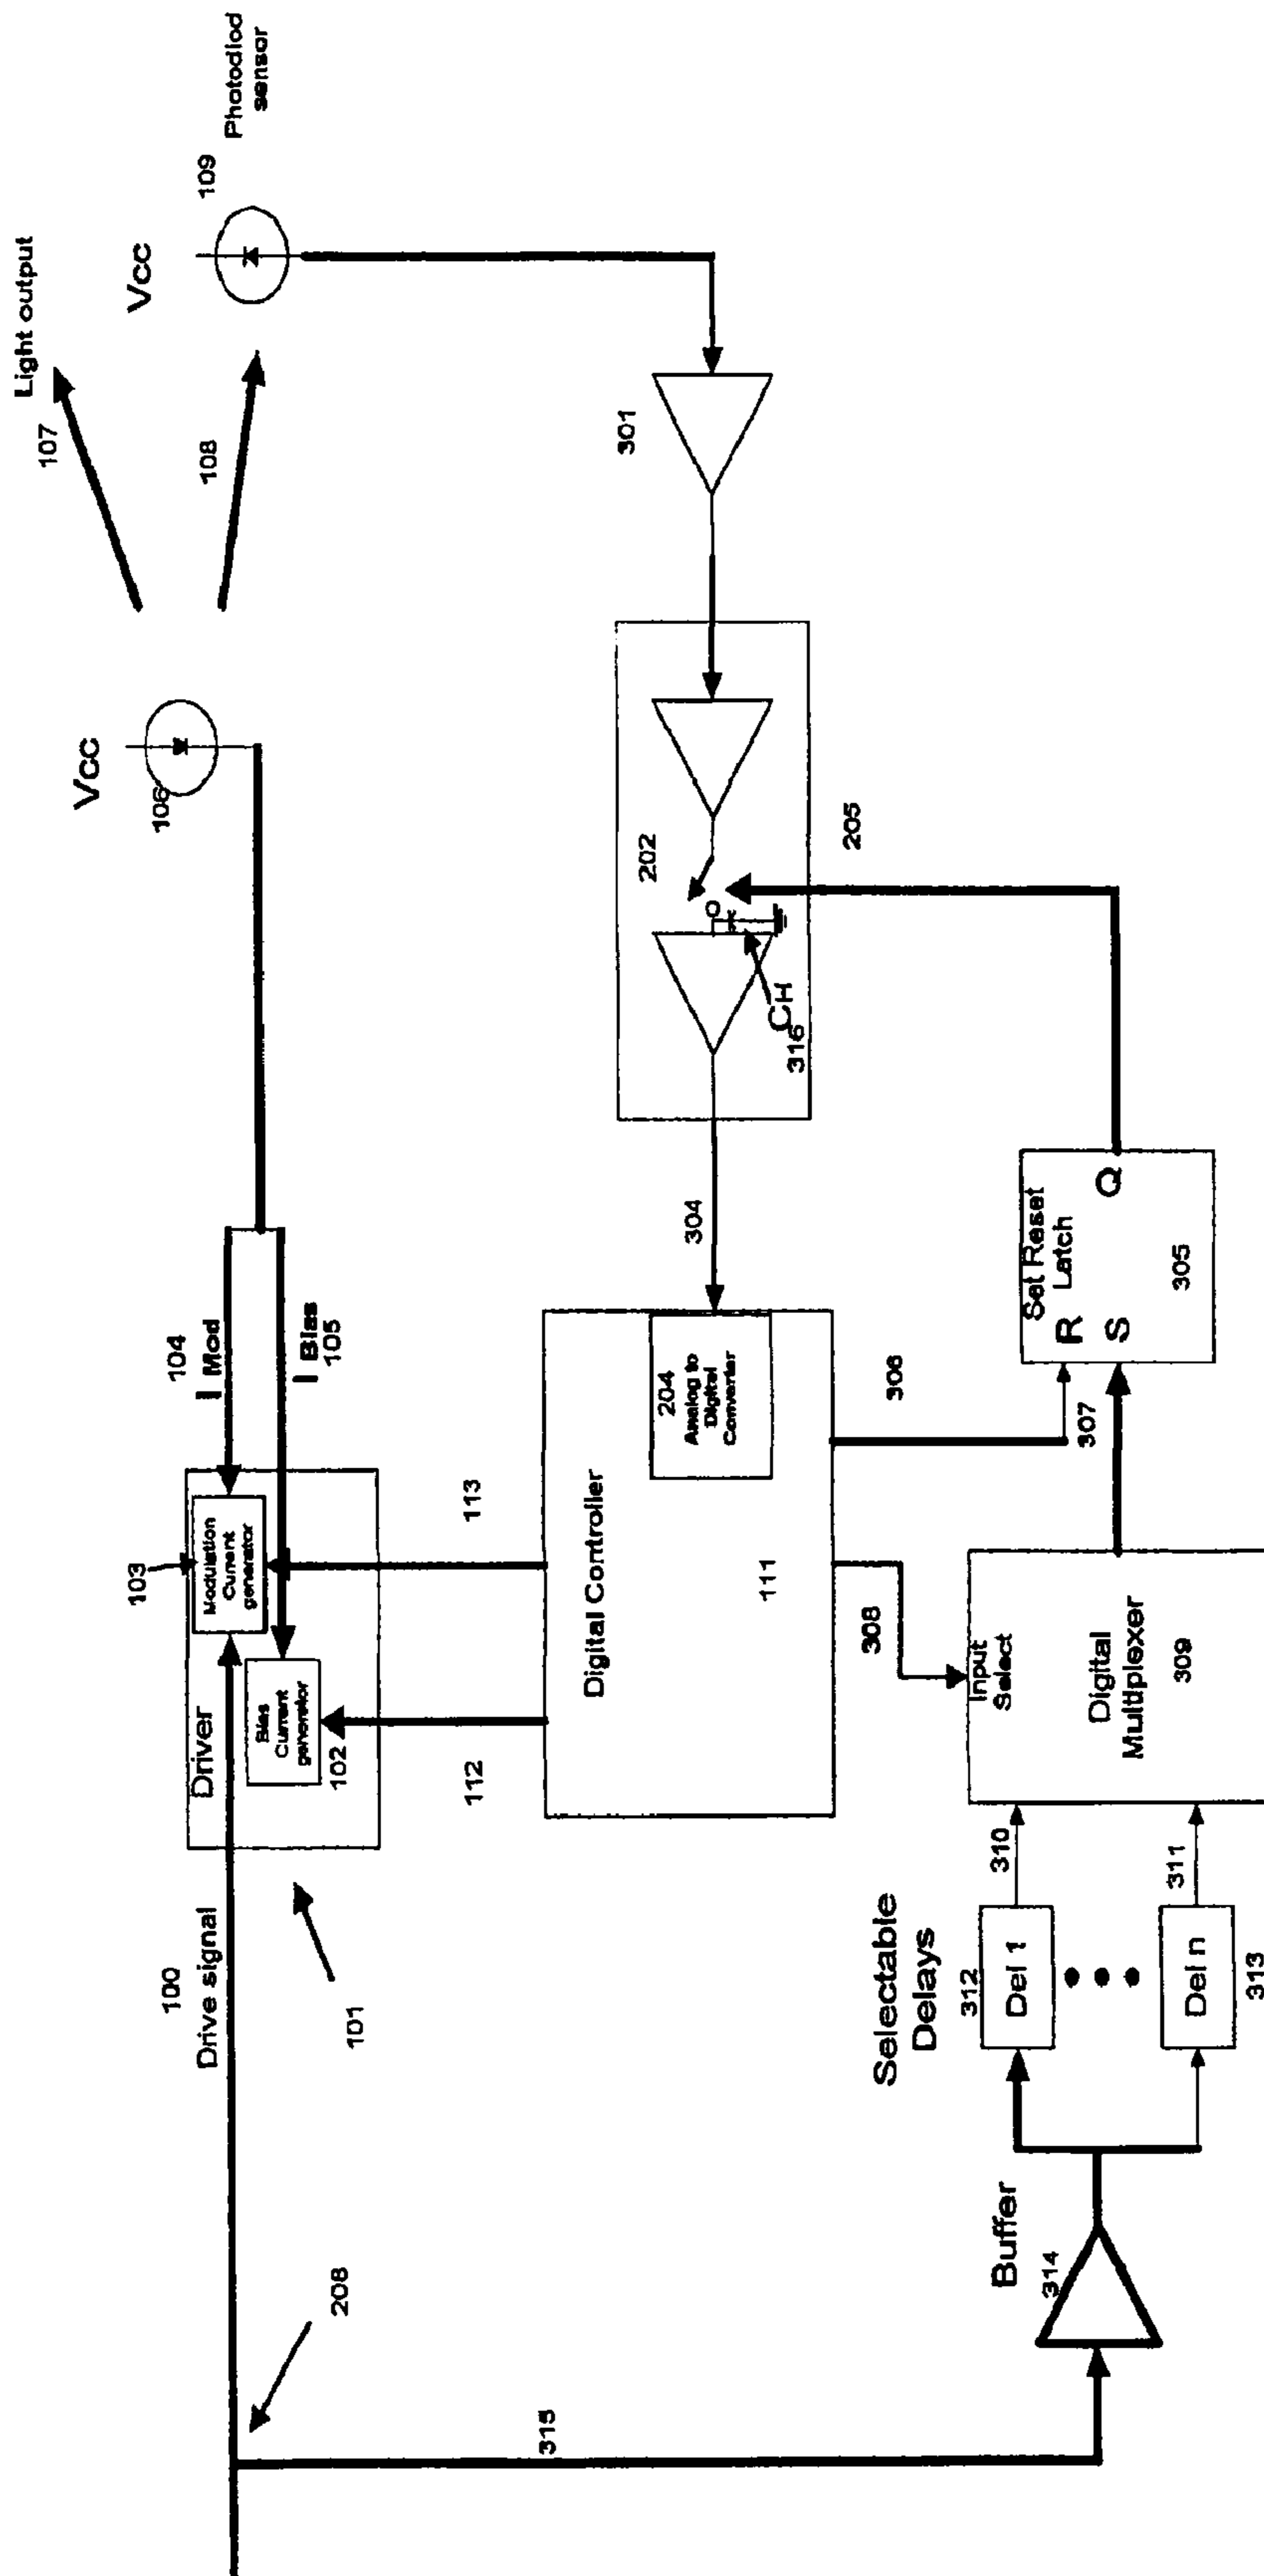 Light output
107
Vcc
109
Photodiod
sensor
108
Vcc
106
301
202
205
CH
316
304
104
I Mod
I Bias
105
103
Modulation
Current
generator
Driver
Bias
Current
generator
102
113
112
Digital Controller
111
204
Analog to
Digital
Converter
306
308
Set Reset
Latch
R
S
Q
305
307
Input
Select
Digital
Multiplexer
309
310
311
Selectable
Delays
312
Del 1
Del n
313
100
Drive signal
101
208
315
Buffer
314